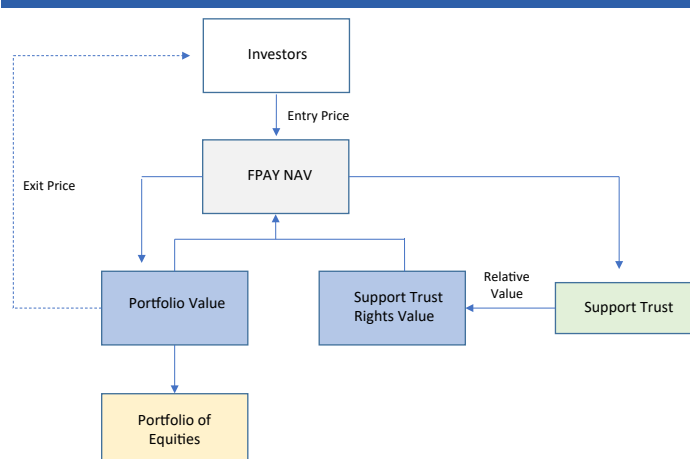 Investors
Entry Price
FPAY NAV
Exit Price
Portfolio Value
Support Trust
Rights Value
Relative
Value
Support Trust
Portfolio of
Equities